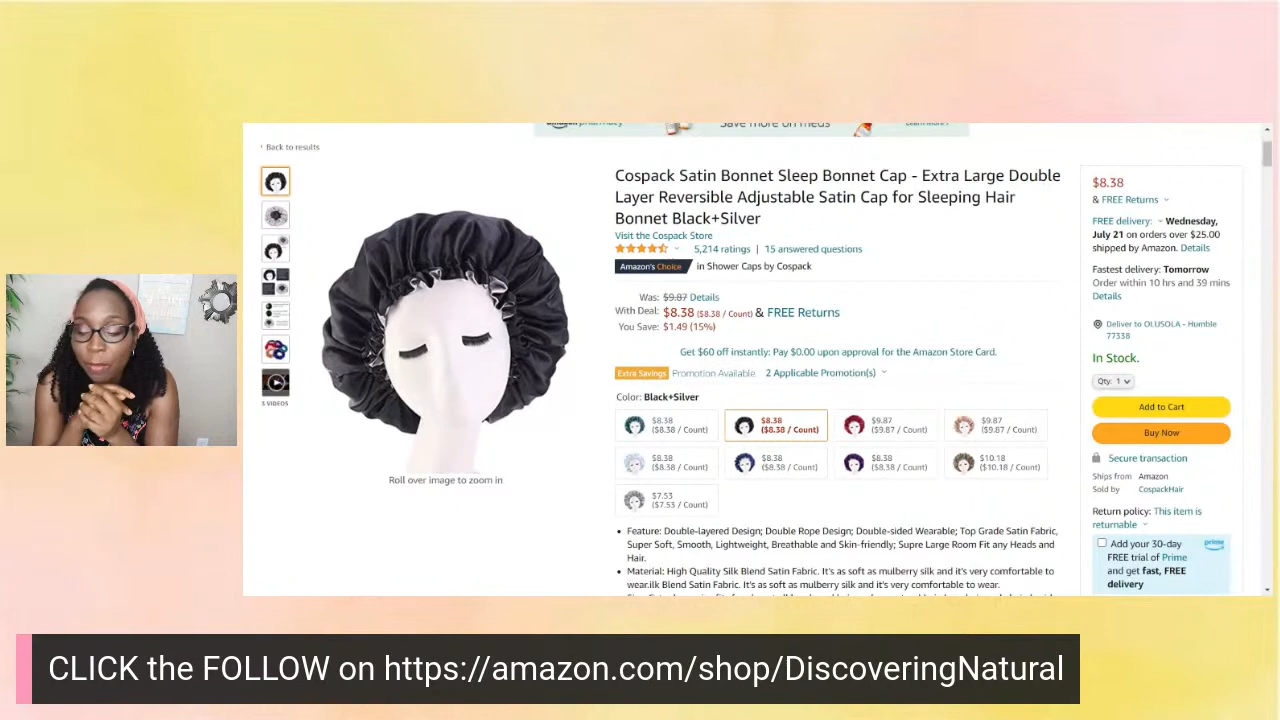 Save more on meds
Back to results
Cospack Satin Bonnet Sleep Bonnet Cap - Extra Large Double
Layer Reversible Adjustable Satin Cap for Sleeping Hair
Bonnet Black+Silver
Visit the Cospack Store
5,214 ratings | 15 answered questions
Amazon's Choice in Shower Caps by Cospack
Was: $9.87 Details
With Deal: $8.38 ($8.38 / Count) & FREE Returns
You Save: $1.49 (15%)
Get $60 off instantly: Pay $0.00 upon approval for the Amazon Store Card.
Extra Savings Promotion Available. 2 Applicable Promotion(s)
Color: Black+Silver
$8.38 $8.38 $9.87 $9.87
($8.38 / Count) ($8.38 / Count) ($9.87 / Count) ($9.87 / Count)
$8.38 $8.38 $8.38 $10.18
($8.38 / Count) ($8.38 / Count) ($8.38 / Count) ($10.18 / Count)
$7.53
($7.53 / Count)
Feature: Double-layered Design; Double Rope Design; Double-sided Wearable; Top Grade Satin Fabric,
Super Soft, Smooth, Lightweight, Breathable and Skin-friendly; Supre Large Room Fit any Heads and
Hair.
Material: High Quality Silk Blend Satin Fabric. It's as soft as mulberry silk and it's very comfortable to
wear.ilk Blend Satin Fabric. It's as soft as mulberry silk and it's very comfortable to wear.
3 VIDEOS
Roll over image to zoom in
$8.38
& FREE Returns
FREE delivery: Wednesday,
July 21 on orders over $25.00
shipped by Amazon. Details
Fastest delivery: Tomorrow
Order within 10 hrs and 39 mins
Details
Deliver to OLUSOLA - Humble
77338
In Stock.
Qty: 1
Add to Cart
Buy Now
Secure transaction
Ships from Amazon
Sold by CospackHair
Return policy: This item is
returnable
Add your 30-day
FREE trial of Prime
and get fast, FREE
delivery
prime
CLICK the FOLLOW on https://amazon.com/shop/DiscoveringNatural